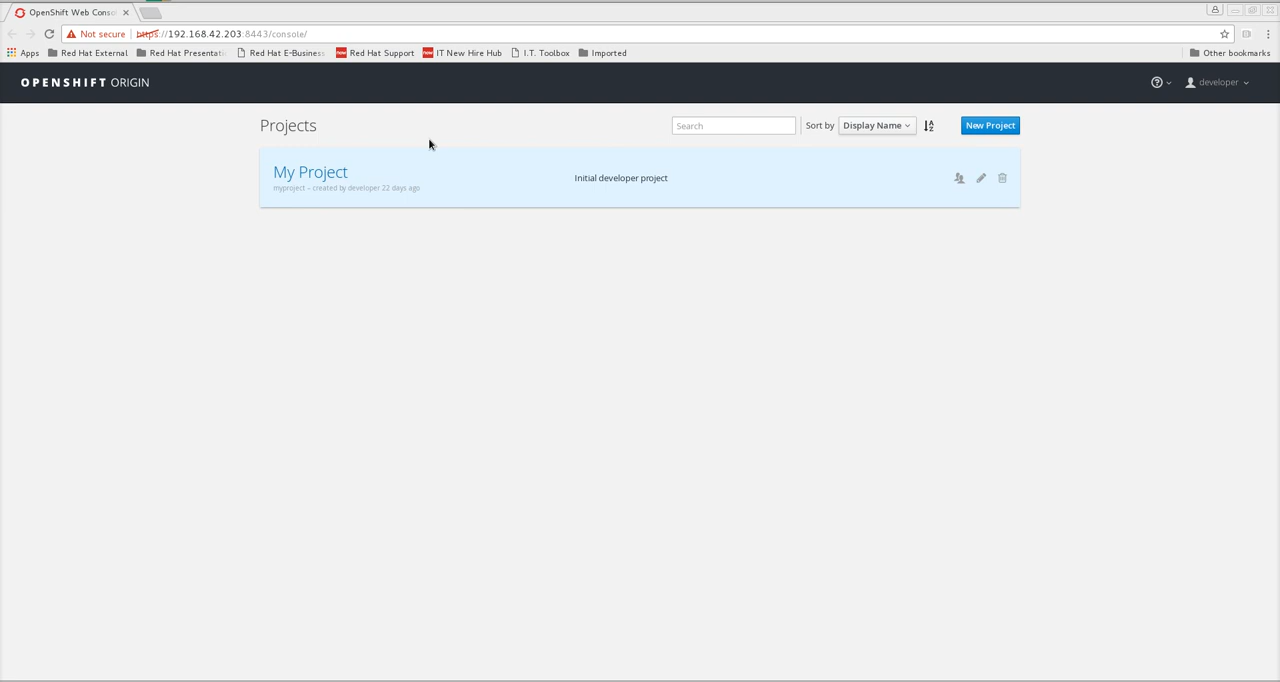 OpenShift Web Conso
Not secure https://192.168.42.203:8443/console/
Apps Red Hat External Red Hat Presentati Red Hat E-Business Red Hat Support IT New Hire Hub I.T. Toolbox Imported Other bookmarks
OPENSHIFT ORIGIN developer
Projects Search Sort by Display Name New Project
My Project Initial developer project
myproject – created by developer 22 days ago